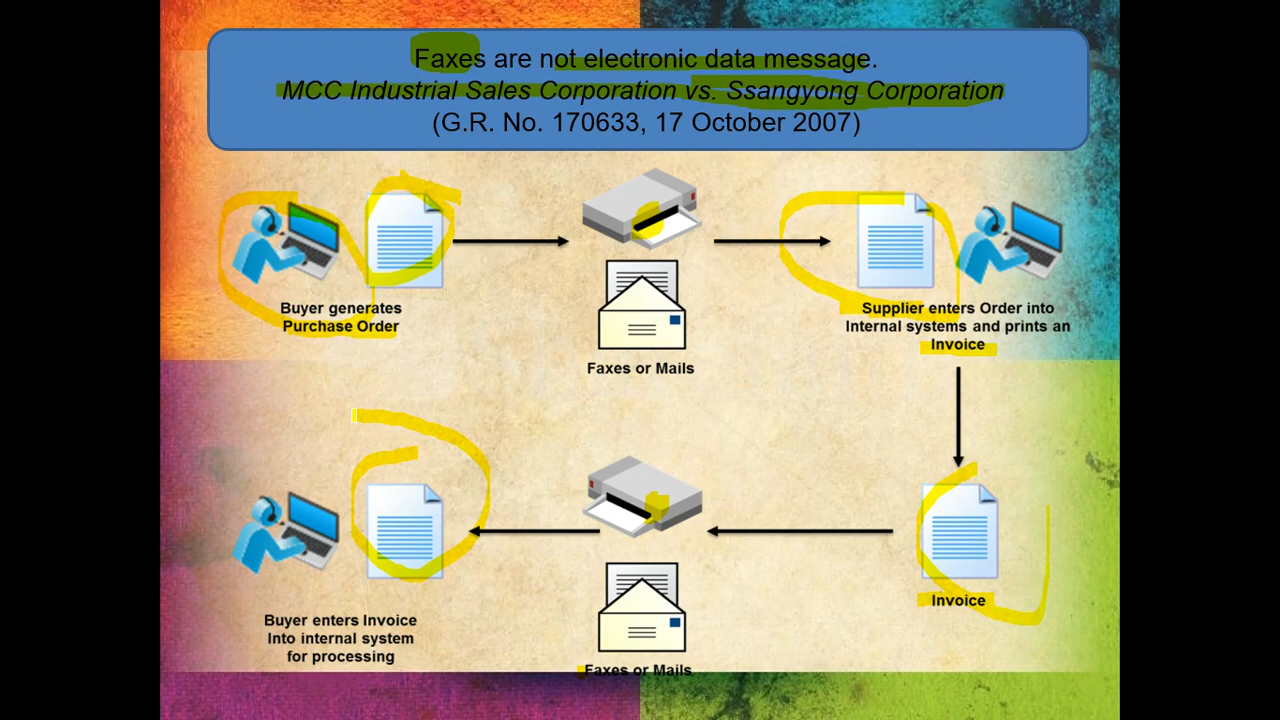 Faxes are not electronic data message.
MCC Industrial Sales Corporation vs. Ssangyong Corporation
(G.R. No. 170633, 17 October 2007)
Buyer generates
Purchase Order
Faxes or Mails
Supplier enters Order into
Internal systems and prints an
Invoice
Invoice
Faxes or Mails
Buyer enters Invoice
Into internal system
for processing